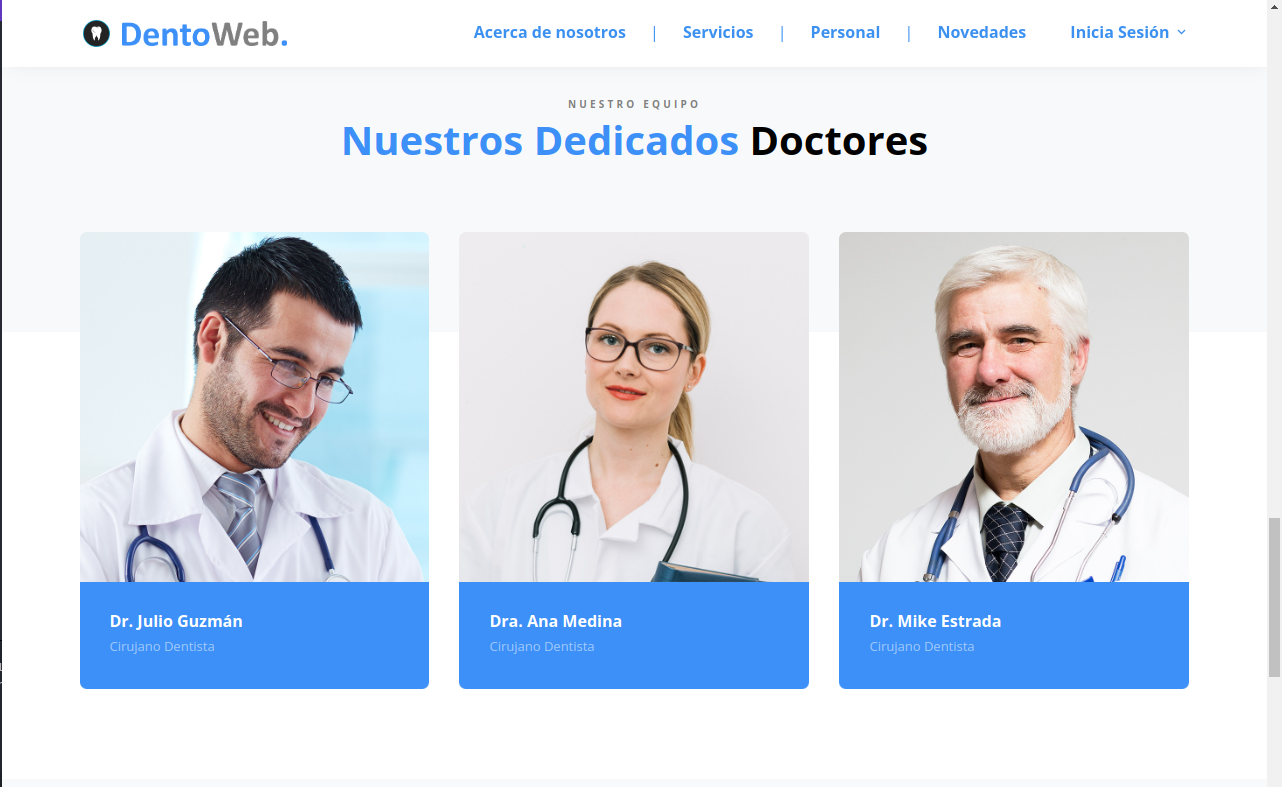 DentoWeb.
Acerca de nosotros | Servicios | Personal | Novedades Inicia Sesión
NUESTRO EQUIPO
Nuestros Dedicados Doctores
Dr. Julio Guzmán
Cirujano Dentista
Dra. Ana Medina
Cirujano Dentista
Dr. Mike Estrada
Cirujano Dentista